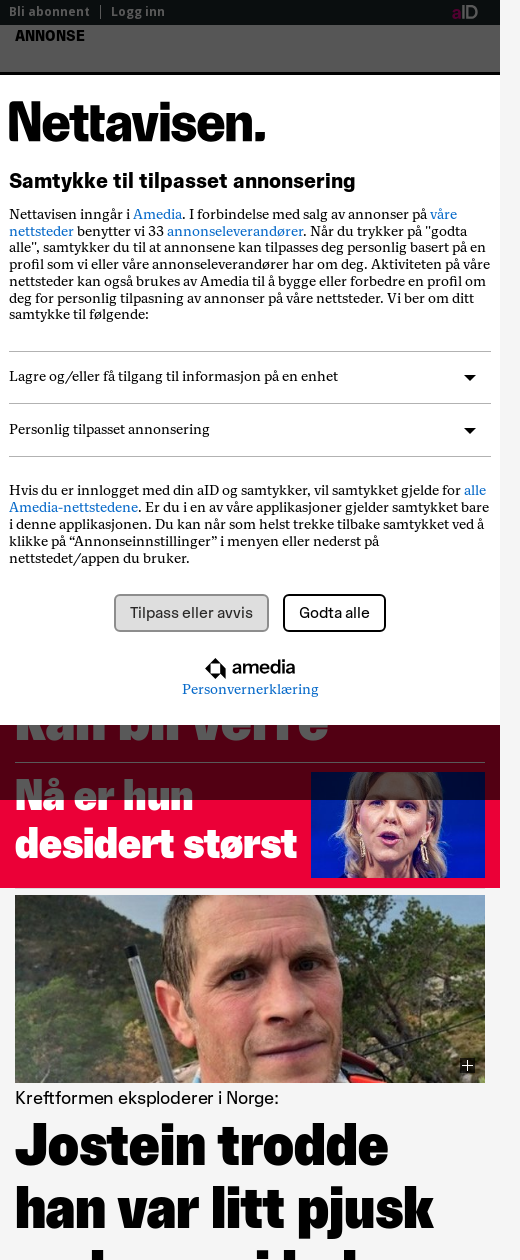 Bli abonnent | Logg inn
aID
ANNONSE
Nettavisen.
Samtykke til tilpasset annonsering
Nettavisen inngår i Amedia. I forbindelse med salg av annonser på våre
nettsteder benytter vi 33 annonseleverandører. Når du trykker på "godta
alle", samtykker du til at annonsene kan tilpasses deg personlig basert på en
profil som vi eller våre annonseleverandører har om deg. Aktiviteten på våre
nettsteder kan også brukes av Amedia til å bygge eller forbedre en profil om
deg for personlig tilpasning av annonser på våre nettsteder. Vi ber om ditt
samtykke til følgende:
Lagre og/eller få tilgang til informasjon på en enhet
Personlig tilpasset annonsering
Hvis du er innlogget med din aID og samtykker, vil samtykket gjelde for alle
Amedia-nettstedene. Er du i en av våre applikasjoner gjelder samtykket bare
i denne applikasjonen. Du kan når som helst trekke tilbake samtykket ved å
klikke på “Annonseinnstillinger” i menyen eller nederst på
nettstedet/appen du bruker.
Tilpass eller avvis
Godta alle
amedia
Personvernerklæring
kan bli verre
Nå er hun
desidert størst
Kreftformen eksploderer i Norge:
Jostein trodde
han var litt pjusk